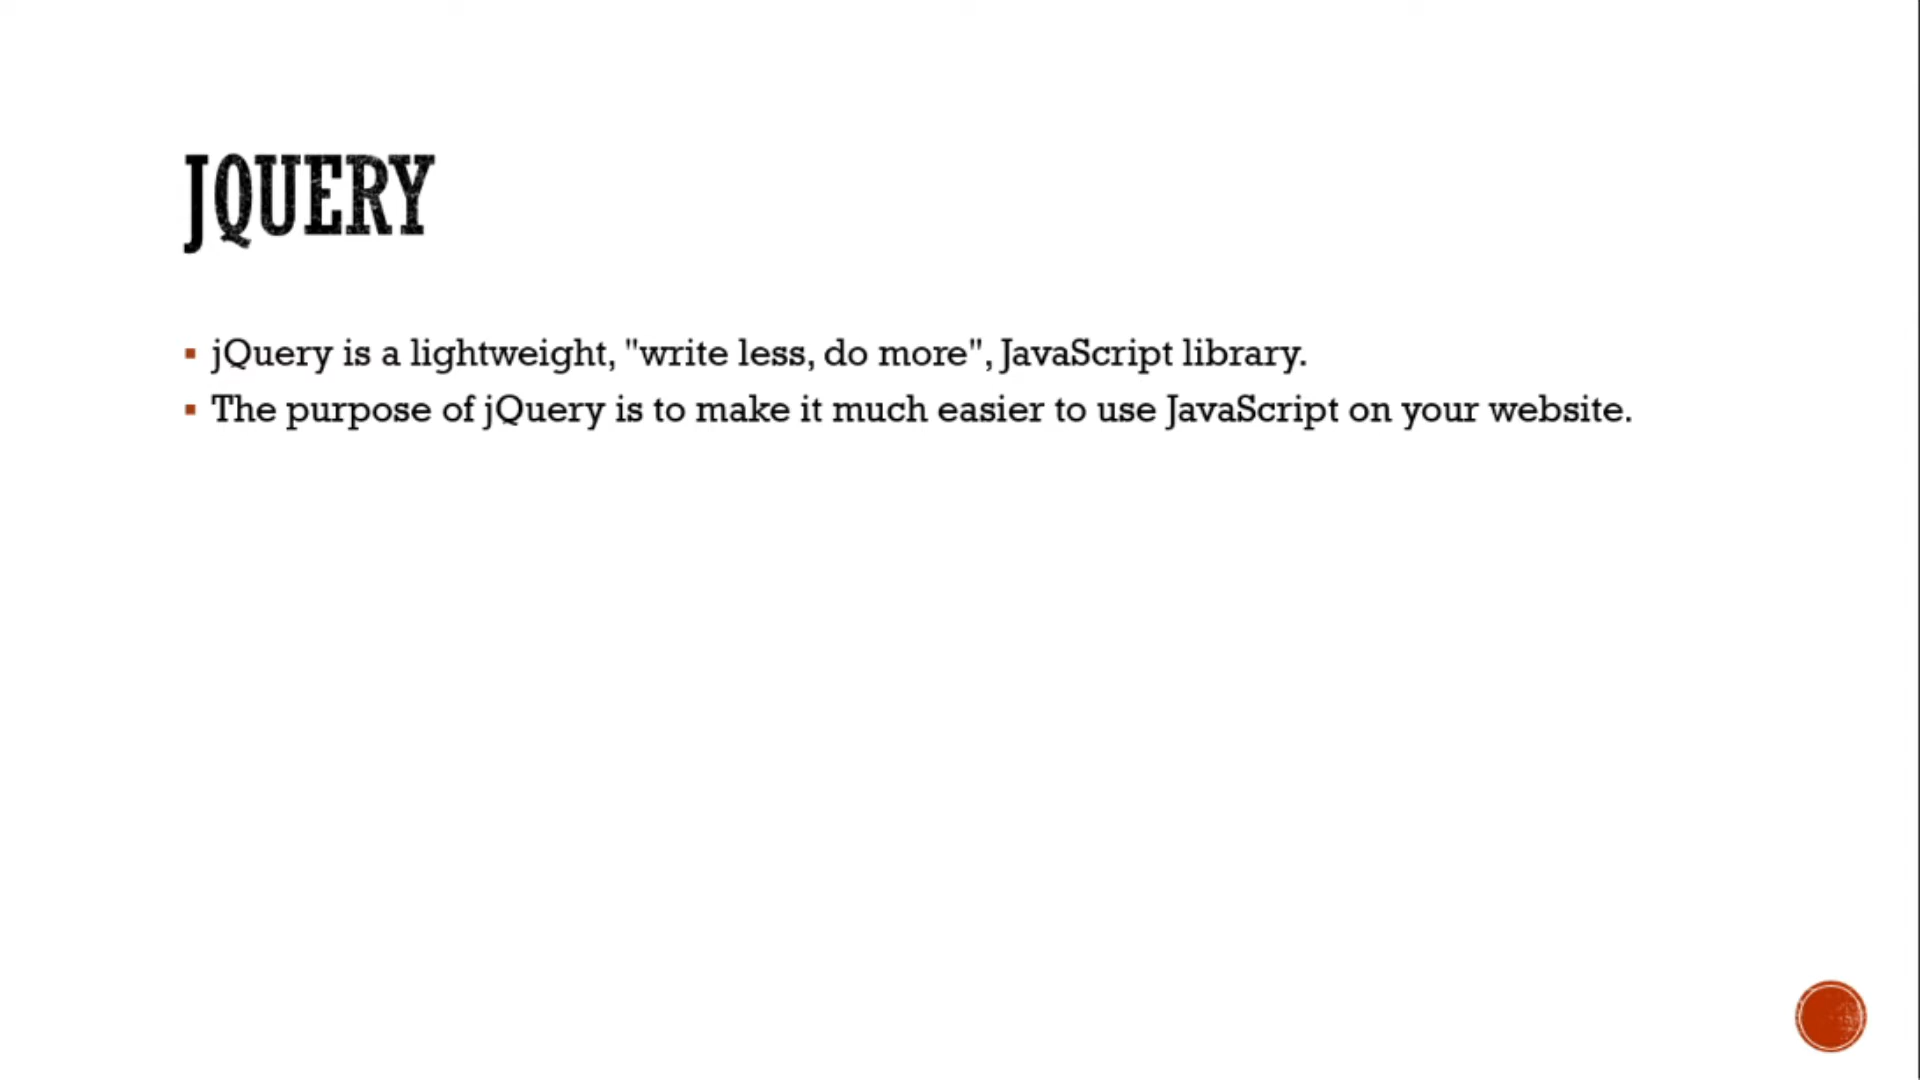 JQUERY
jQuery is a lightweight, "write less, do more", JavaScript library.
The purpose of jQuery is to make it much easier to use JavaScript on your website.